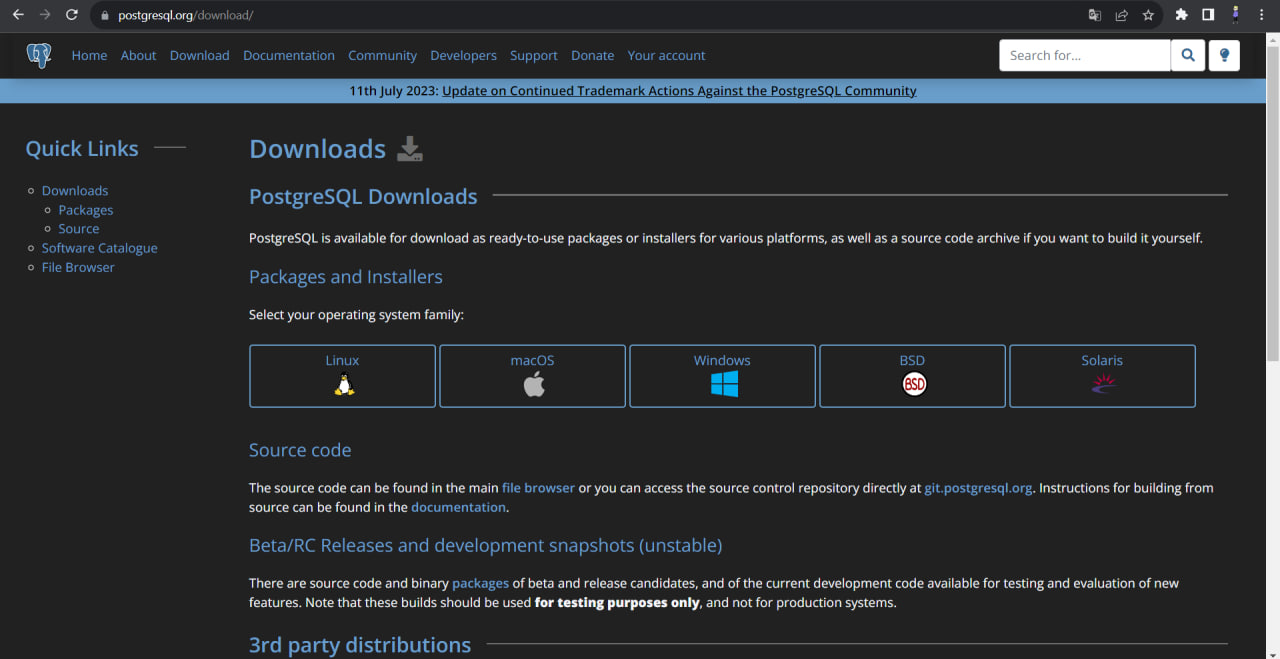 postgresql.org/download/
Home About Download Documentation Community Developers Support Donate Your account Search for...
11th July 2023: Update on Continued Trademark Actions Against the PostgreSQL Community
Quick Links
Downloads
Packages
Source
Software Catalogue
File Browser
Downloads
PostgreSQL Downloads
PostgreSQL is available for download as ready-to-use packages or installers for various platforms, as well as a source code archive if you want to build it yourself.
Packages and Installers
Select your operating system family:
Linux macOS Windows BSD Solaris
BSD
Source code
The source code can be found in the main file browser or you can access the source control repository directly at git.postgresql.org. Instructions for building from
source can be found in the documentation.
Beta/RC Releases and development snapshots (unstable)
There are source code and binary packages of beta and release candidates, and of the current development code available for testing and evaluation of new
features. Note that these builds should be used for testing purposes only, and not for production systems.
3rd party distributions